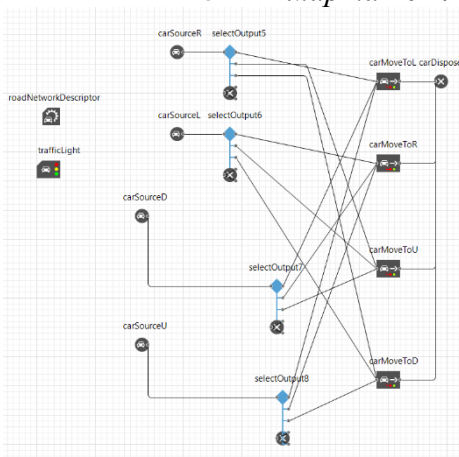 carSourceR
selectOutput5
carMoveToL
carDispose
roadNetworkDescriptor
carSourceL
selectOutput6
trafficLight
carMoveToR
carSourceD
carMoveToU
selectOutput7
carSourceU
carMoveToD
selectOutput8